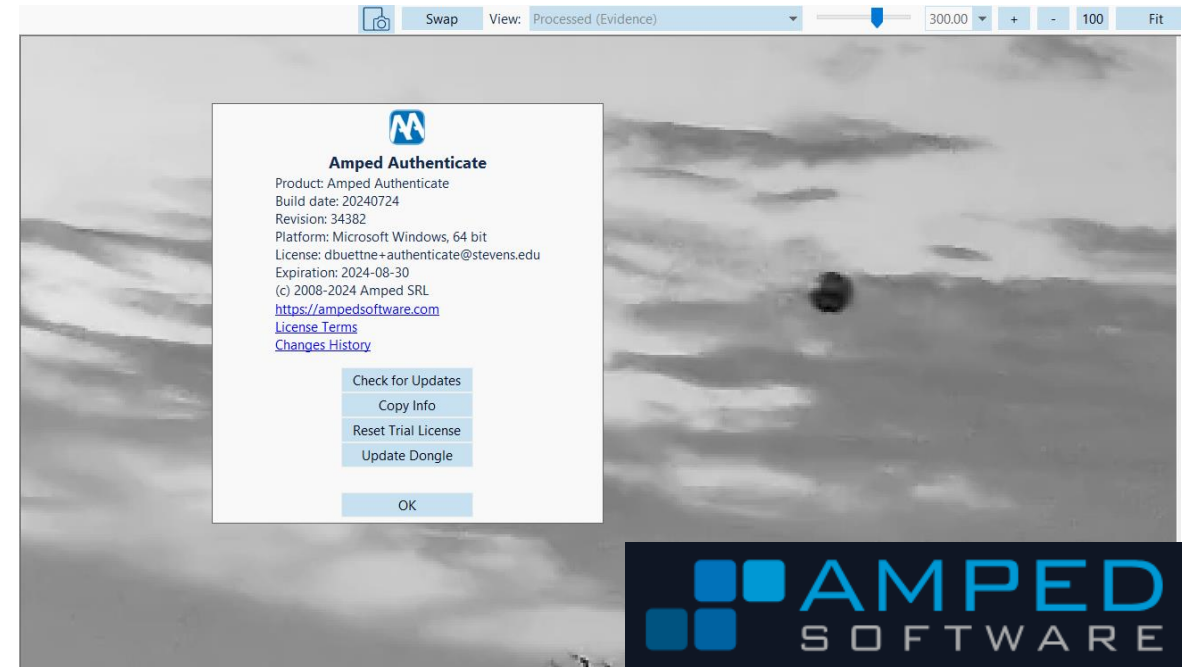 Swap View: Processed (Evidence) 300.00 + - 100 Fit
Amped Authenticate
Product: Amped Authenticate
Build date: 20240724
Revision: 34382
Platform: Microsoft Windows, 64 bit
License: dbuettne+authenticate@stevens.edu
Expiration: 2024-08-30
(c) 2008-2024 Amped SRL
https://ampedsoftware.com
License Terms
Changes History
Check for Updates
Copy Info
Reset Trial License
Update Dongle
OK
AMPED
SOFTWARE